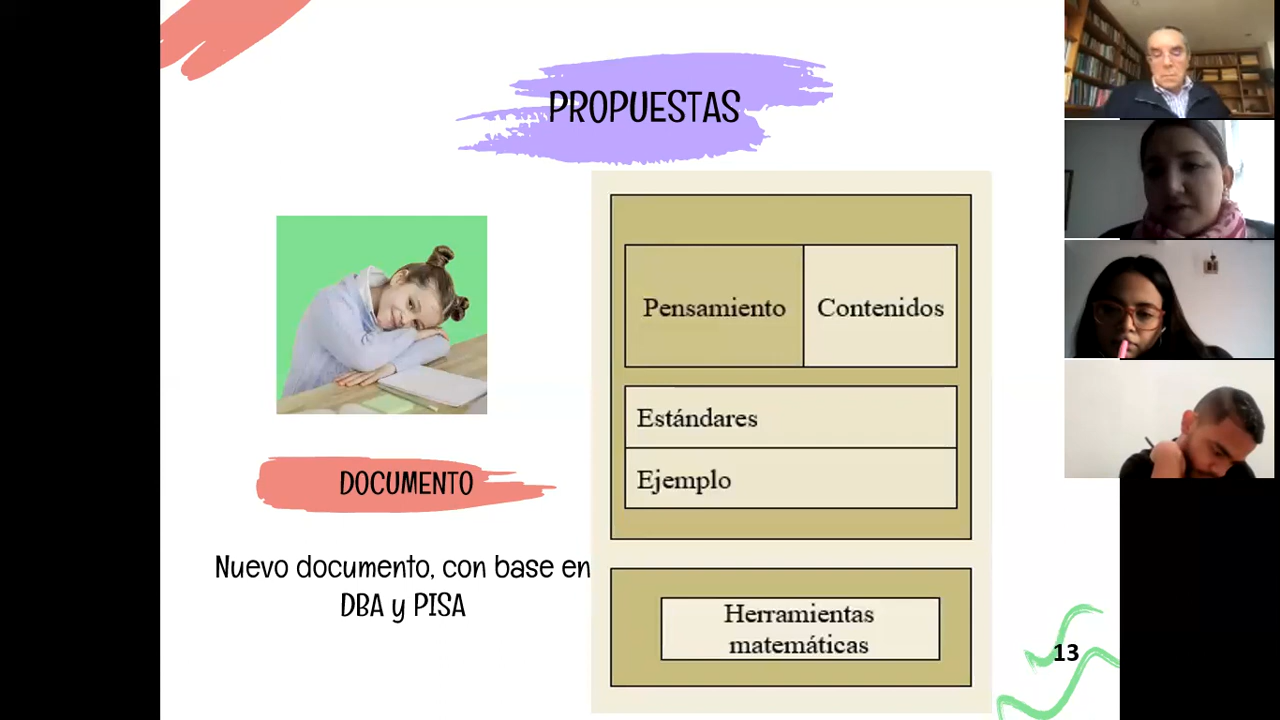 PROPUESTAS
Pensamiento
Contenidos
Estándares
Ejemplo
DOCUMENTO
Nuevo documento, con base en
DBA y PISA
Herramientas
matemáticas
13